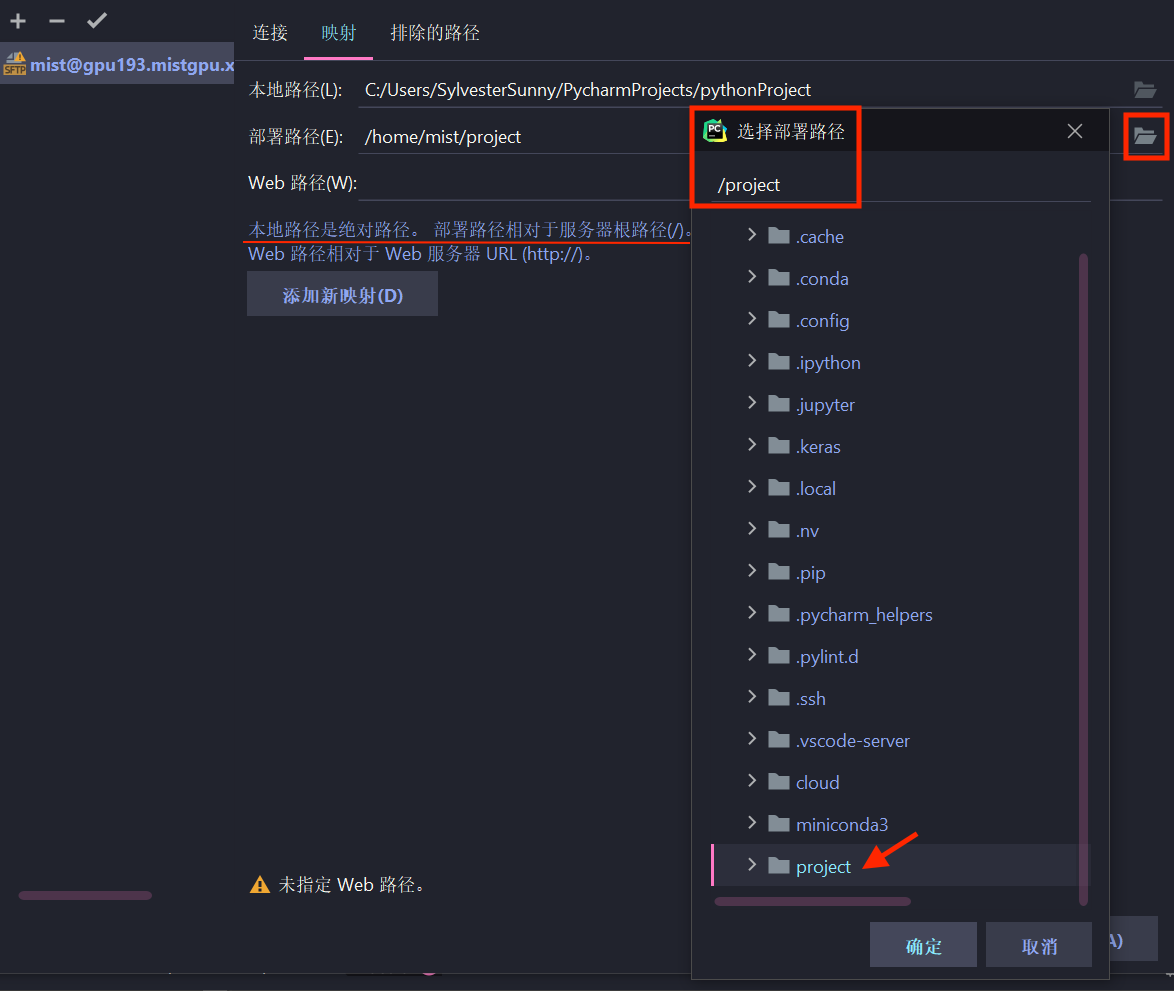 连接 映射 排除的路径
SFTP mist@gpu193.mistgpu.x
本地路径(L): C:/Users/SylvesterSunny/PycharmProjects/pythonProject
部署路径(E): /home/mist/project
Web 路径(W):
本地路径是绝对路径。 部署路径相对于服务器根路径(/)。
Web 路径相对于 Web 服务器 URL (http://)。
添加新映射(D)
未指定 Web 路径。
PC 选择部署路径
/project
.cache
.conda
.config
.ipython
.jupyter
.keras
.local
.nv
.pip
.pycharm_helpers
.pylint.d
.ssh
.vscode-server
cloud
miniconda3
project
确定 取消
A)